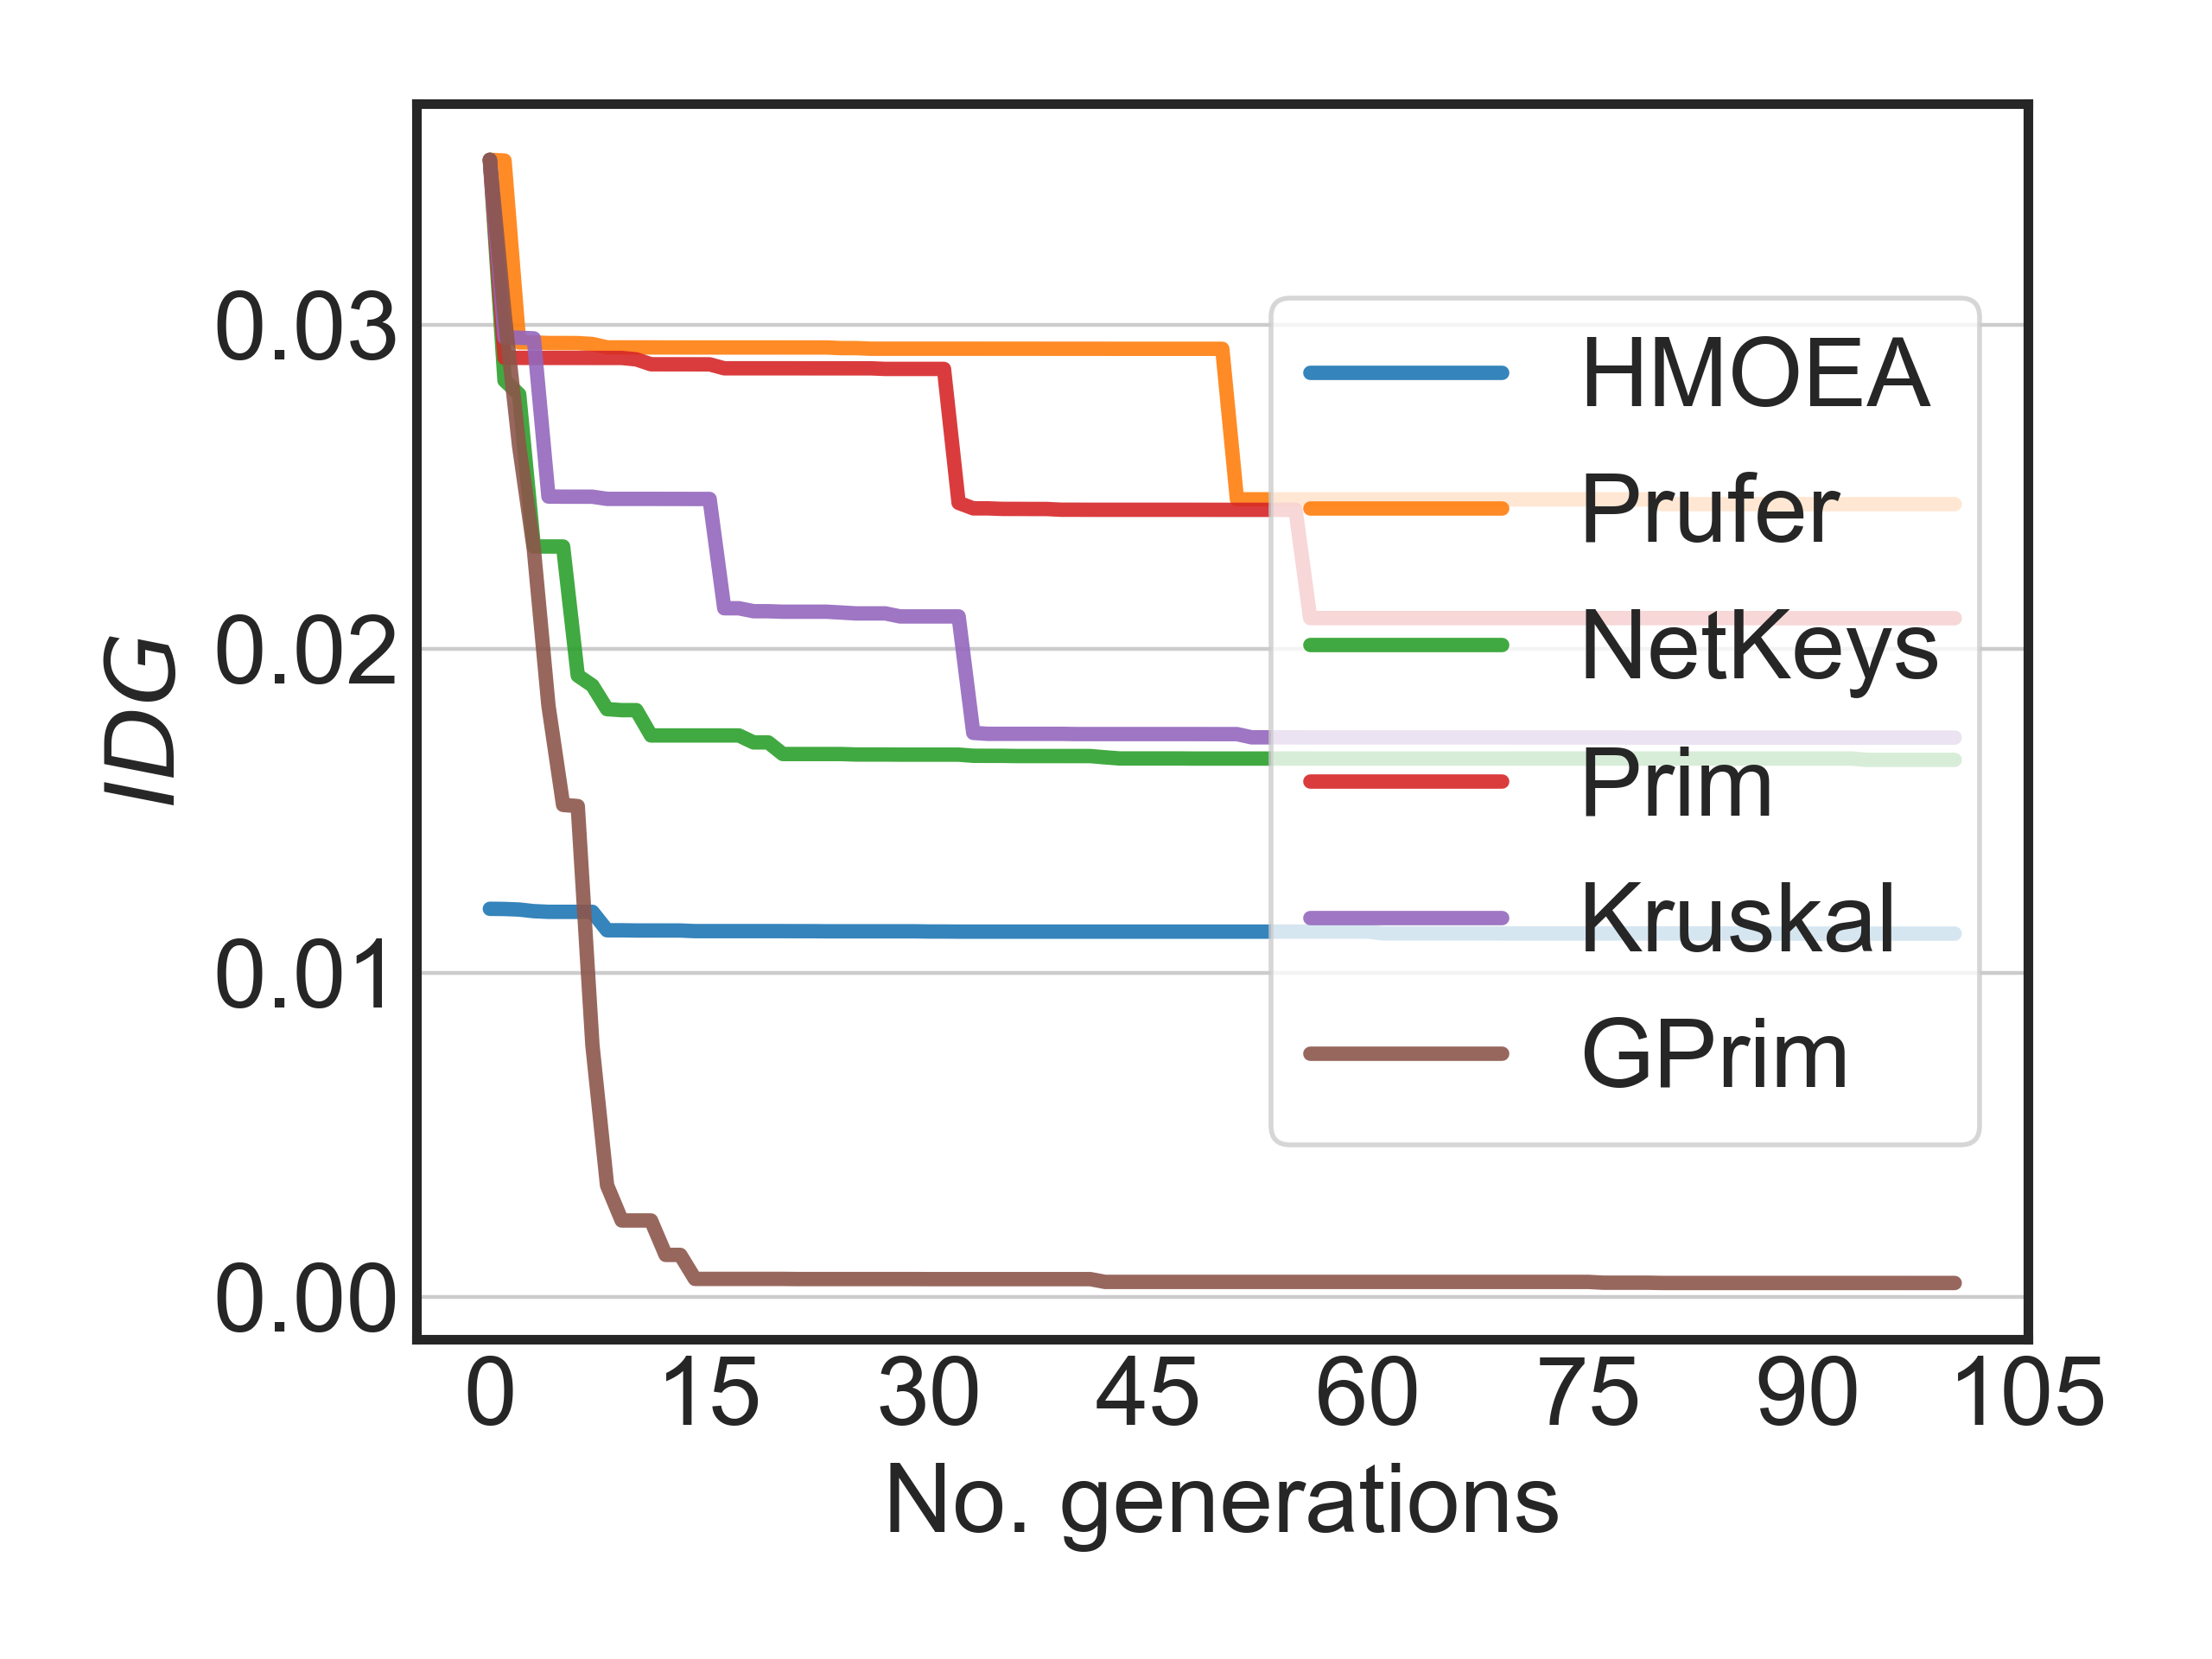 IDG
0.03
0.02
0.01
0.00
0 15 30 45 60 75 90 105
No. generations
HMOEA
Prufer
NetKeys
Prim
Kruskal
GPrim